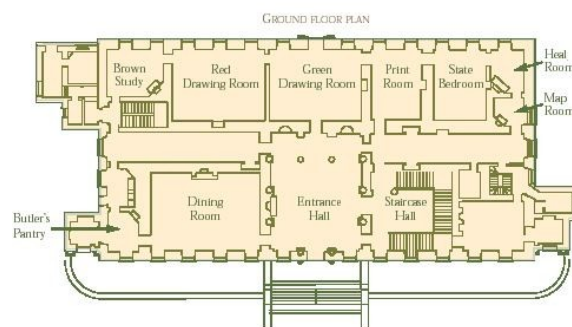 GROUND FLOOR PLAN
Brown
Study
Red
Drawing Room
Green
Drawing Room
Print
Room
State
Bedroom
Heal
Room
Map
Room
Butler's
Pantry
Dining
Room
Entrance
Hall
Staircase
Hall